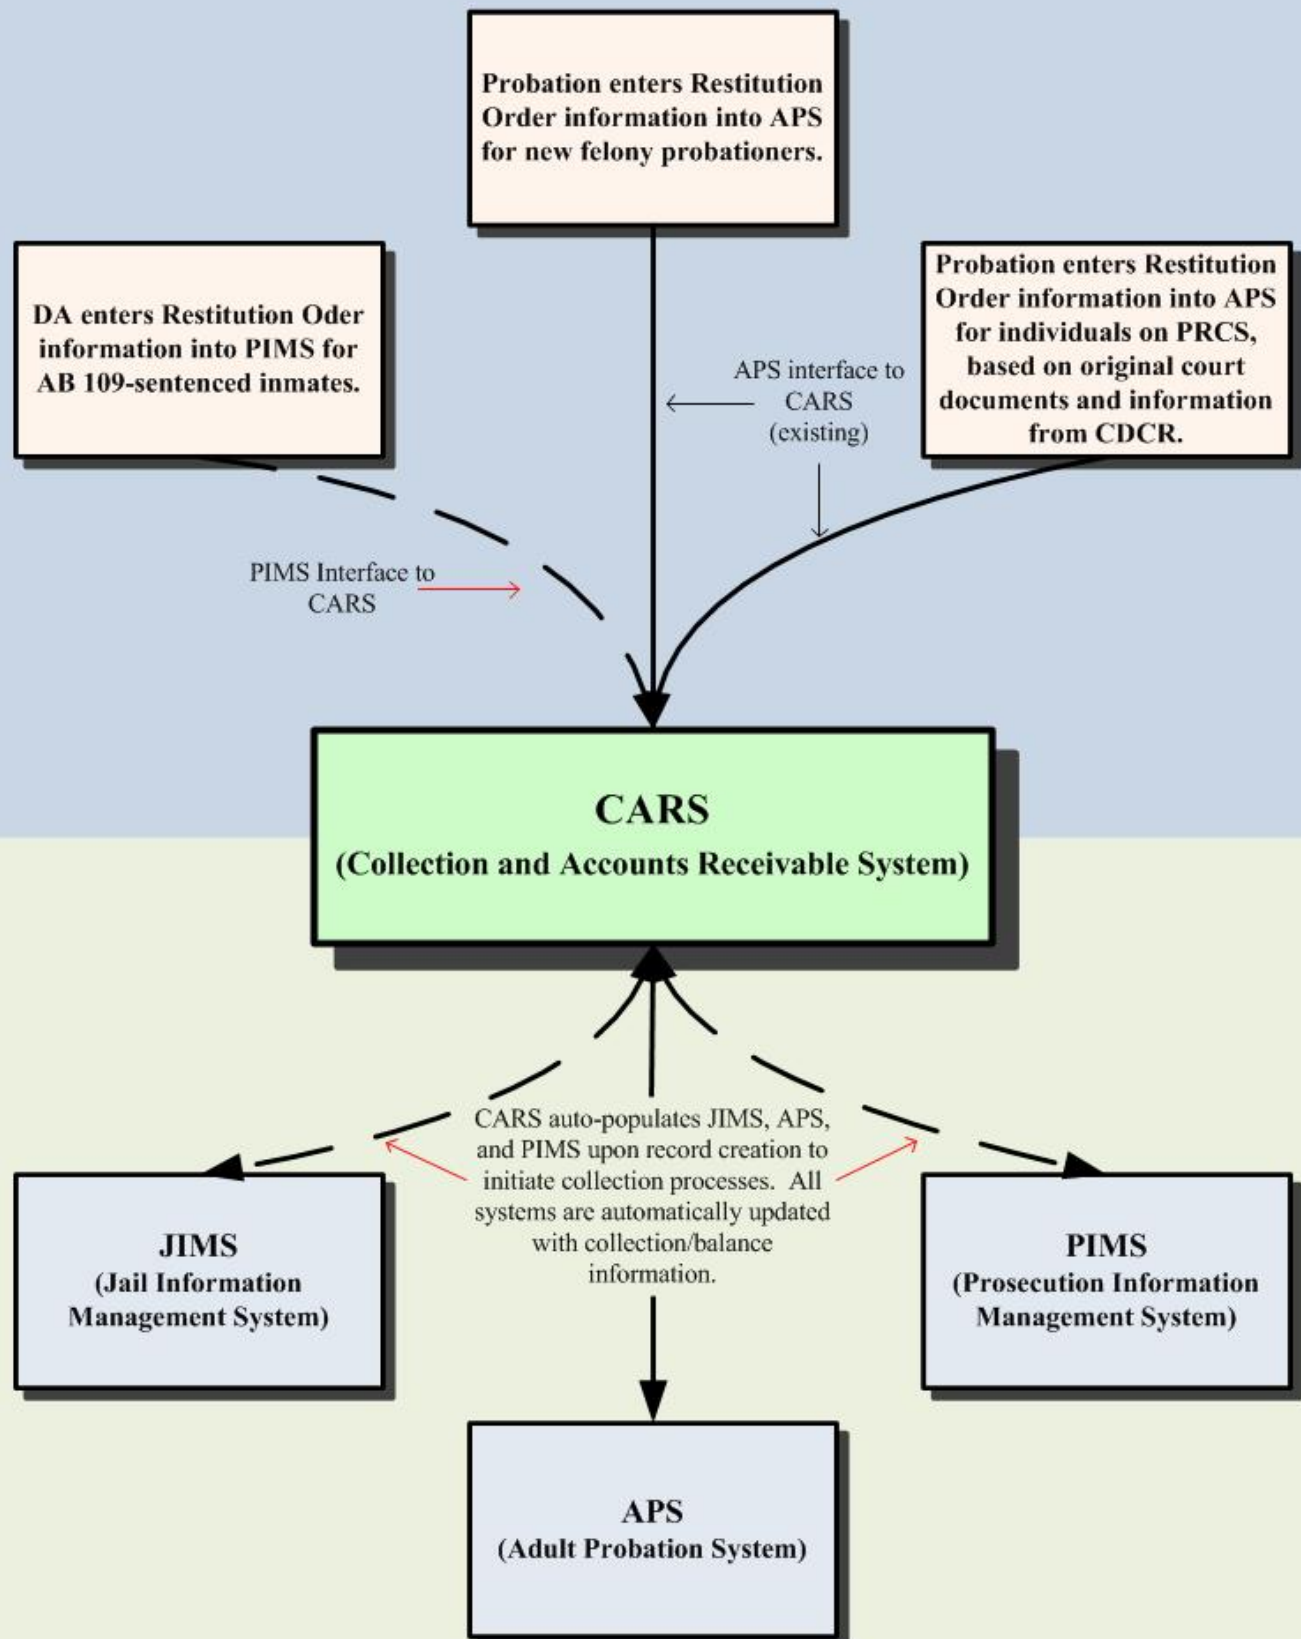 Probation enters Restitution
Order information into APS
for new felony probationers.
DA enters Restitution Oder
information into PIMS for
AB 109-sentenced inmates.
Probation enters Restitution
Order information into APS
for individuals on PRCS,
based on original court
documents and information
from CDCR.
APS interface to
CARS
(existing)
PIMS Interface to
CARS
CARS
(Collection and Accounts Receivable System)
CARS auto-populates JIMS, APS,
and PIMS upon record creation to
initiate collection processes.  All
systems are automatically updated
with collection/balance
information.
JIMS
(Jail Information
Management System)
PIMS
(Prosecution Information
Management System)
APS
(Adult Probation System)